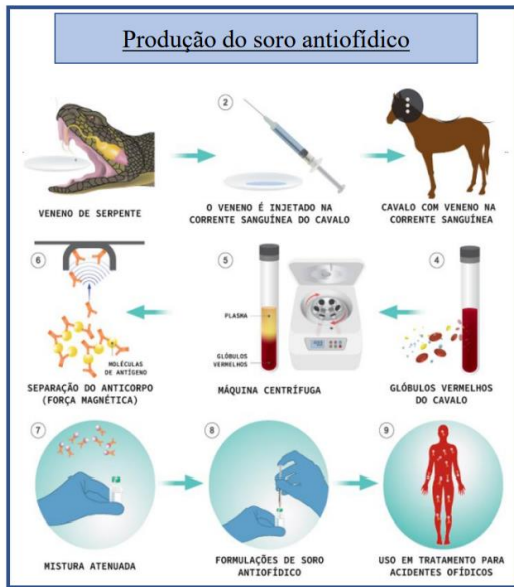 Produção do soro antiofídico
VENENO DE SERPENTE
2
O VENENO É INJETADO NA
CORRENTE SANGUÍNEA DO CAVALO
CAVALO COM VENENO NA
CORRENTE SANGUÍNEA
4
GLÓBULOS VERMELHOS
DO CAVALO
5
PLASMA
GLÓBULOS
VERMELHOS
MÁQUINA CENTRÍFUGA
6
MOLÉCULAS
DE ANTÍGENO
SEPARAÇÃO DO ANTICORPO
(FORÇA MAGNÉTICA)
7
MISTURA ATENUADA
8
FORMULAÇÕES DE SORO
ANTIOFÍDICO
9
USO EM TRATAMENTO PARA
ACIDENTES OFÍDICOS